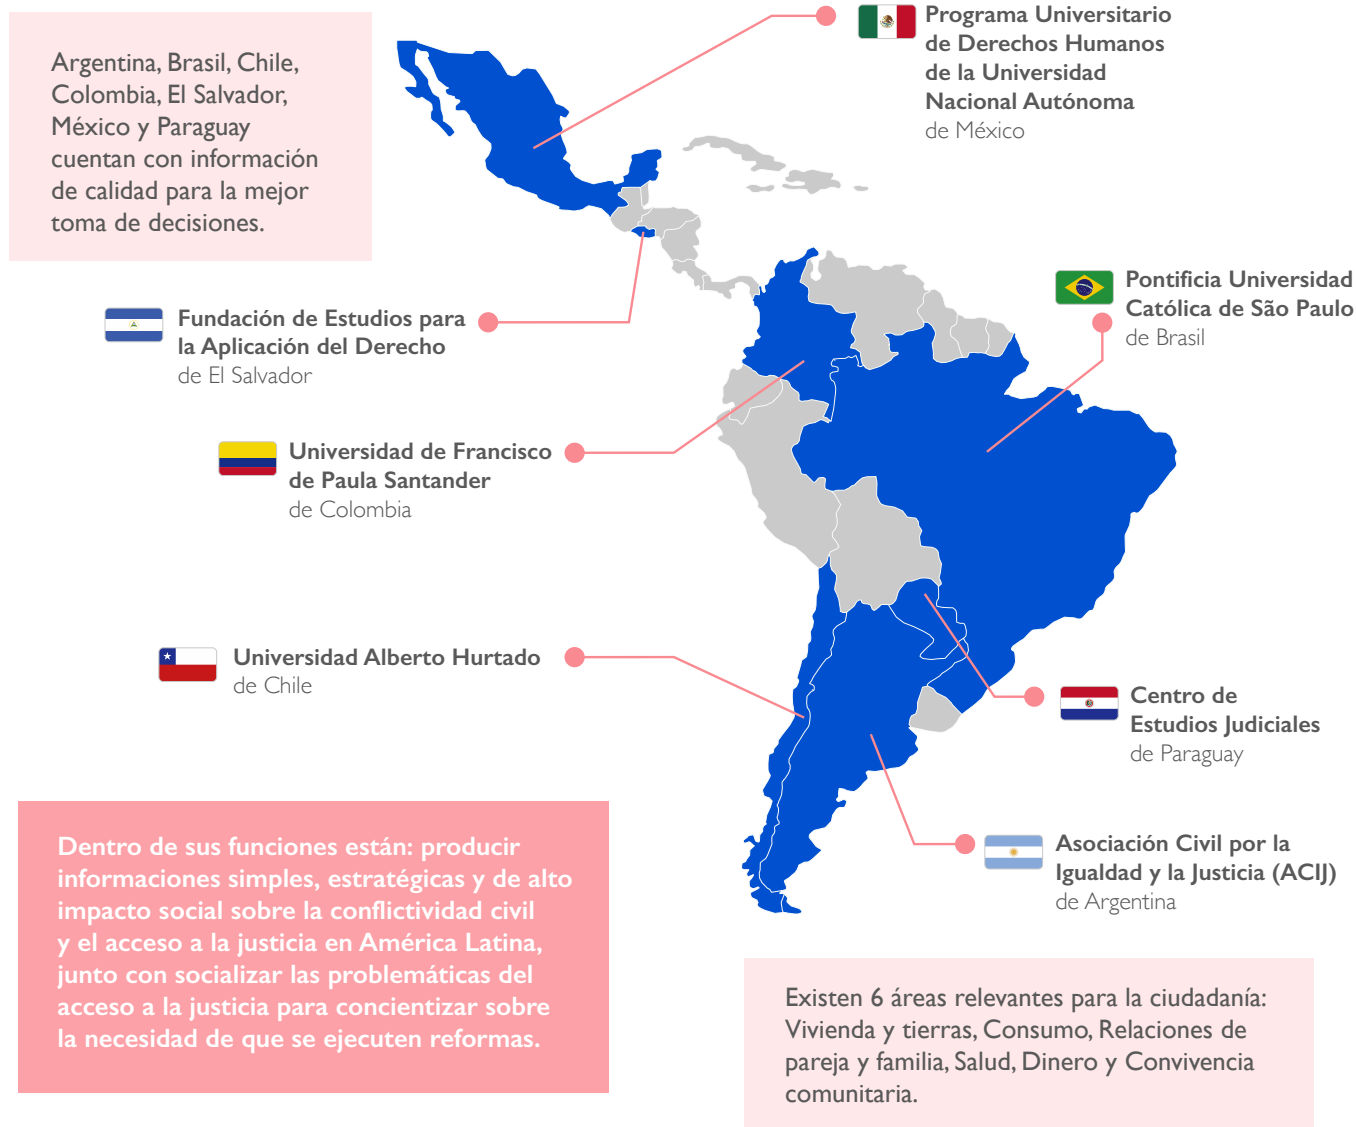 Argentina, Brasil, Chile,
Colombia, El Salvador,
México y Paraguay
cuentan con información
de calidad para la mejor
toma de decisiones.
Programa Universitario
de Derechos Humanos
de la Universidad
Nacional Autónoma
de México
Pontificia Universidad
Católica de São Paulo
de Brasil
Fundación de Estudios para
la Aplicación del Derecho
de El Salvador
Universidad de Francisco
de Paula Santander
de Colombia
Universidad Alberto Hurtado
de Chile
Centro de
Estudios Judiciales
de Paraguay
Asociación Civil por la
Igualdad y la Justicia (ACIJ)
de Argentina
Dentro de sus funciones están: producir
informaciones simples, estratégicas y de alto
impacto social sobre la conflictividad civil
y el acceso a la justicia en América Latina,
junto con socializar las problemáticas del
acceso a la justicia para concientizar sobre
la necesidad de que se ejecuten reformas.
Existen 6 áreas relevantes para la ciudadanía:
Vivienda y tierras, Consumo, Relaciones de
pareja y familia, Salud, Dinero y Convivencia
comunitaria.